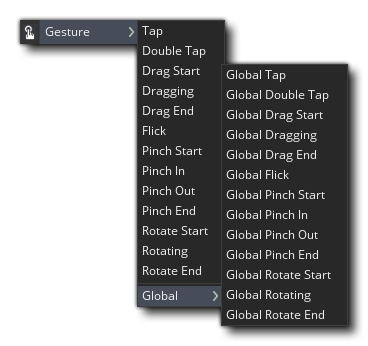 Gesture
Tap
Double Tap
Drag Start
Dragging
Drag End
Flick
Pinch Start
Pinch In
Pinch Out
Pinch End
Rotate Start
Rotating
Rotate End
Global
Global Tap
Global Double Tap
Global Drag Start
Global Dragging
Global Drag End
Global Flick
Global Pinch Start
Global Pinch In
Global Pinch Out
Global Pinch End
Global Rotate Start
Global Rotating
Global Rotate End